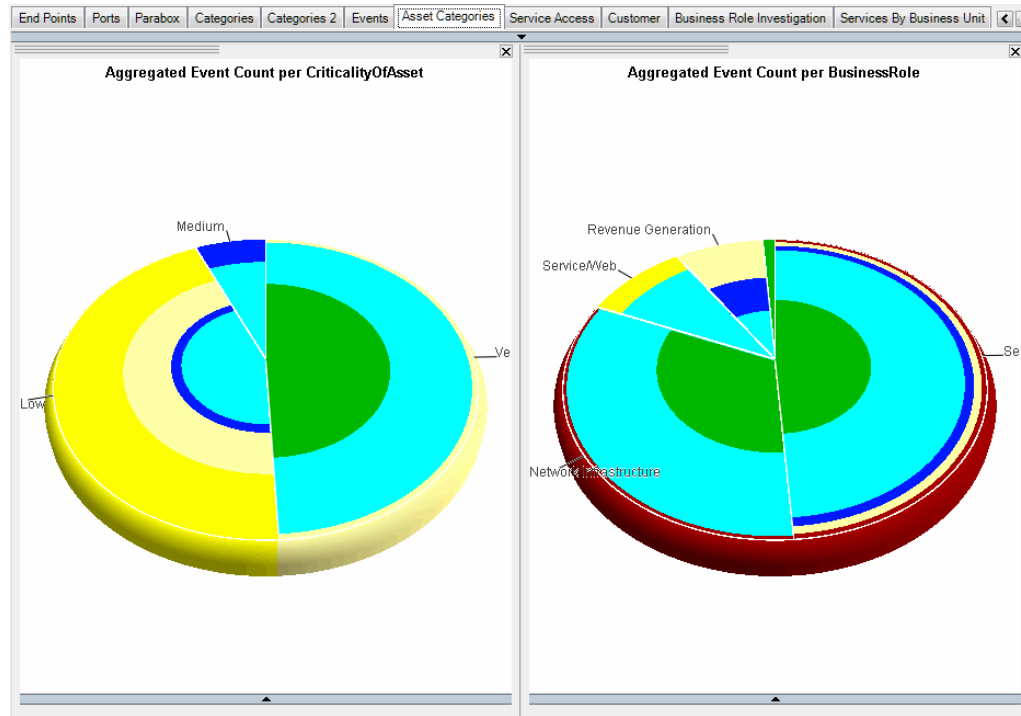 End Points Ports Parabox Categories Categories 2 Events Asset Categories Service Access Customer Business Role Investigation Services By Business Unit
Aggregated Event Count per CriticalityOfAsset
Medium
Ve
Low
Aggregated Event Count per BusinessRole
Revenue Generation
Service/Web
Se
Network Infrastructure